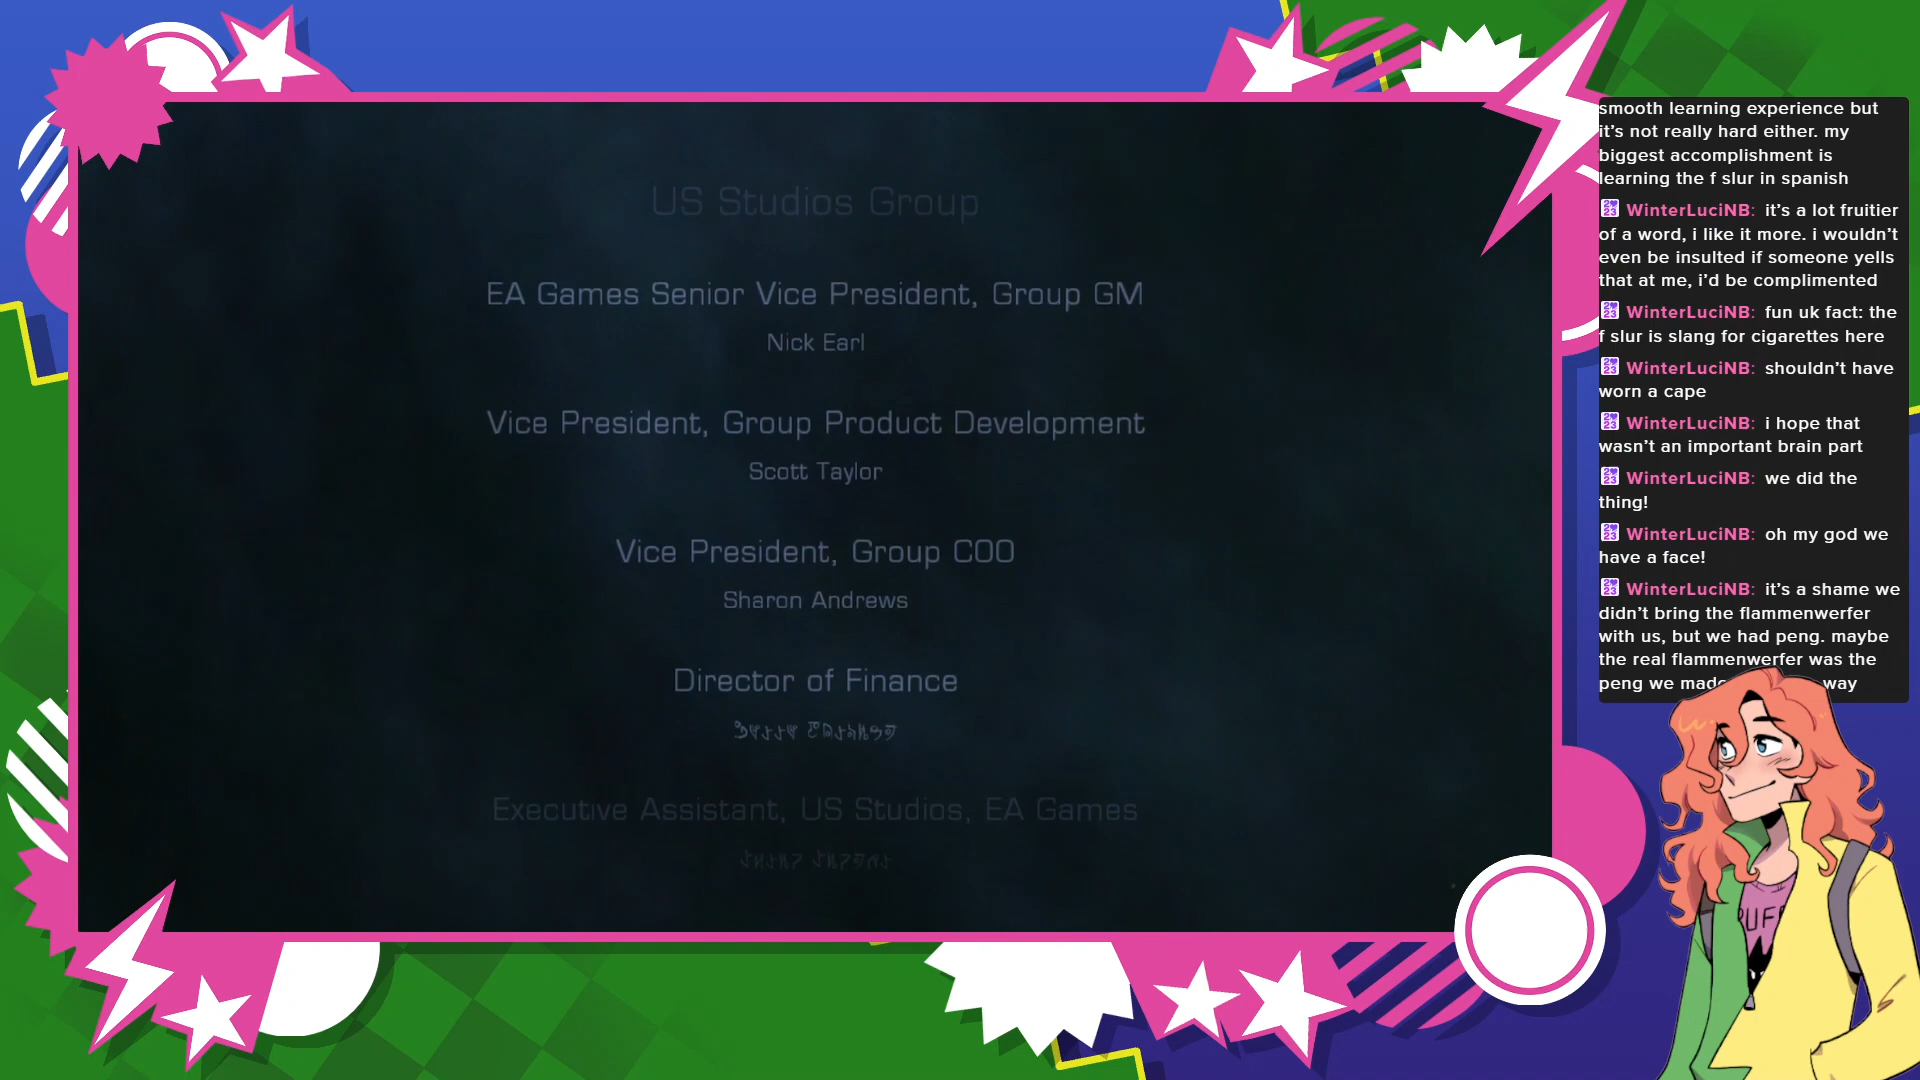 US Studios Group
EA Games Senior Vice President, Group GM
Nick Earl
Vice President, Group Product Development
Scott Taylor
Vice President, Group COO
Sharon Andrews
Director of Finance
Executive Assistant, US Studios, EA Games
smooth learning experience but
it's not really hard either. my
biggest accomplishment is
learning the f slur in spanish
WinterLuciNB: it's a lot fruitier
of a word, i like it more. i wouldn't
even be insulted if someone yells
that at me, i'd be complimented
WinterLuciNB: fun uk fact: the
f slur is slang for cigarettes here
WinterLuciNB: shouldn't have
worn a cape
WinterLuciNB: i hope that
wasn't an important brain part
WinterLuciNB: we did the
thing!
WinterLuciNB: oh my god we
have a face!
WinterLuciNB: it's a shame we
didn't bring the flammenwerfer
with us, but we had peng. maybe
the real flammenwerfer was the
peng we made way